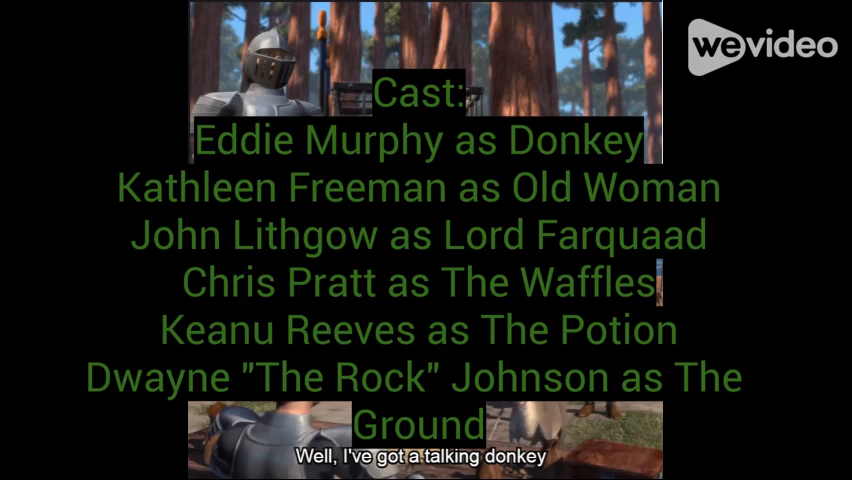 wevideo
Cast:
Eddie Murphy as Donkey
Kathleen Freeman as Old Woman
John Lithgow as Lord Farquaad
Chris Pratt as The Waffles
Keanu Reeves as The Potion
Dwayne "The Rock" Johnson as The
Ground
Well, I've got a talking donkey